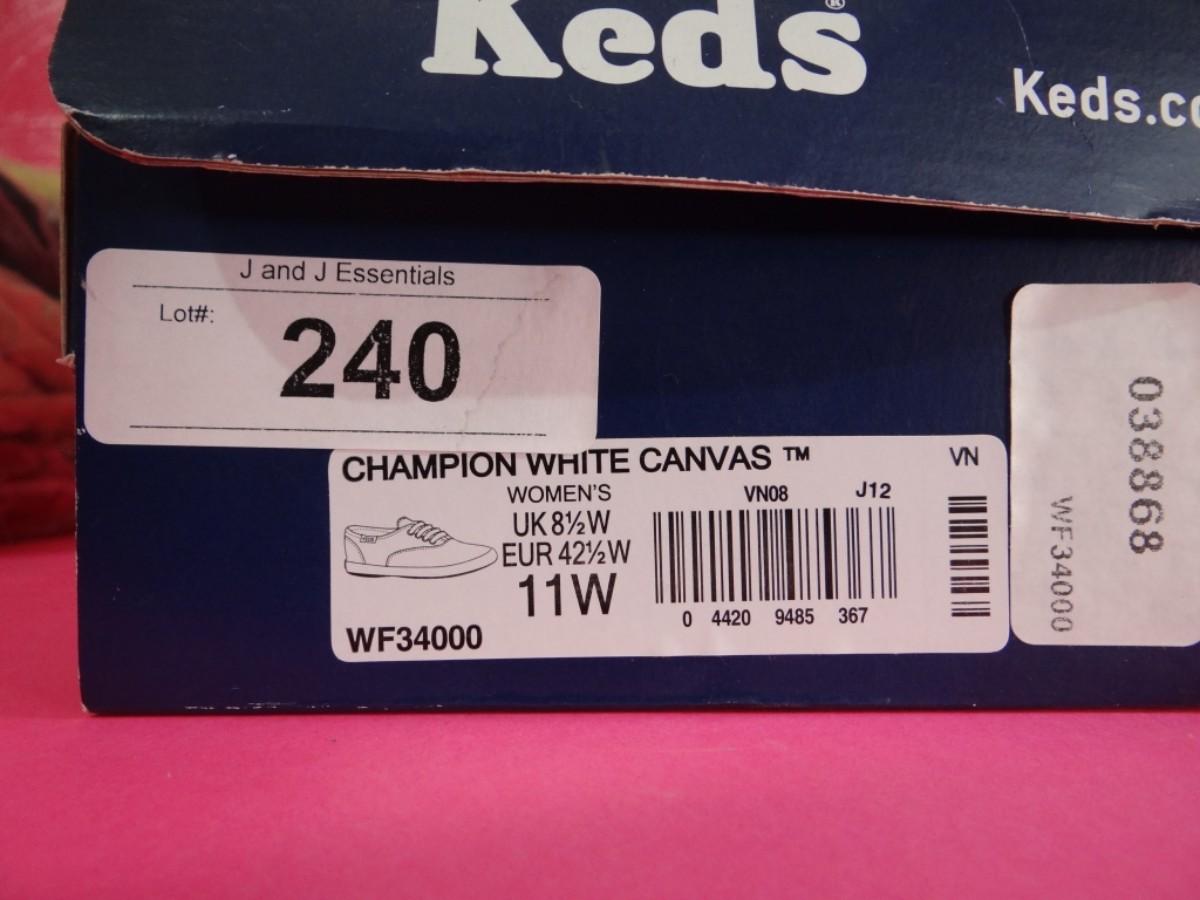 Keds®
Keds.co
J and J Essentials
Lot#:
240
CHAMPION WHITE CANVAS ™
VN
WOMEN'S
VN08 J12
UK 8½W
EUR 42½W
11W
0 4420 9485 367
WF34000
038868
WF34000